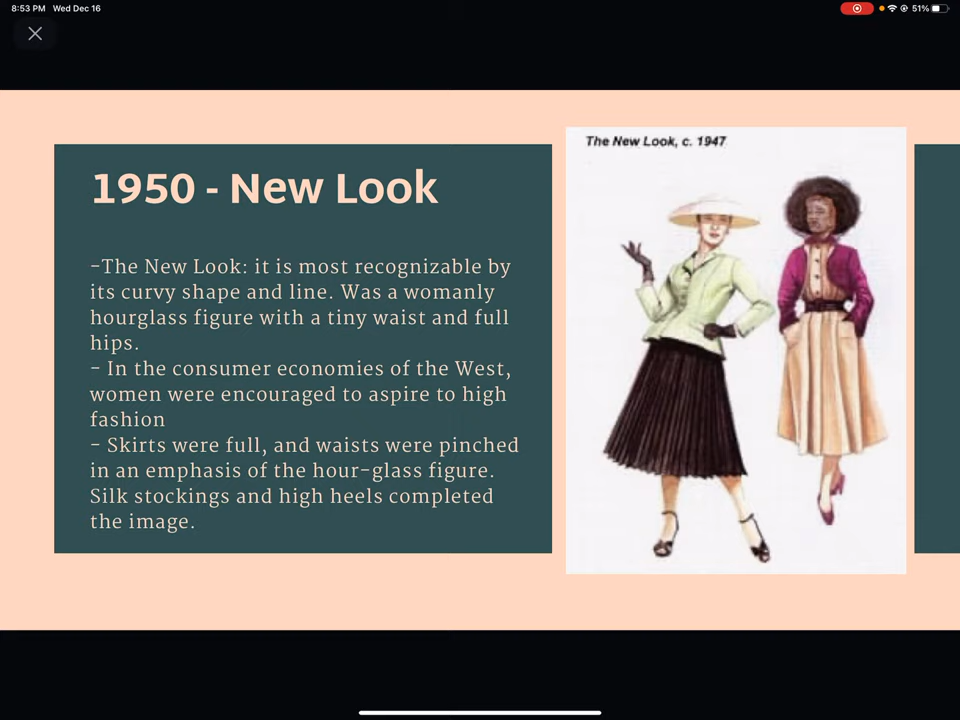 8:53 PM Wed Dec 16
51%
The New Look, c. 1947
1950 - New Look
-The New Look: it is most recognizable by
its curvy shape and line. Was a womanly
hourglass figure with a tiny waist and full
hips.
- In the consumer economies of the West,
women were encouraged to aspire to high
fashion
- Skirts were full, and waists were pinched
in an emphasis of the hour-glass figure.
Silk stockings and high heels completed
the image.